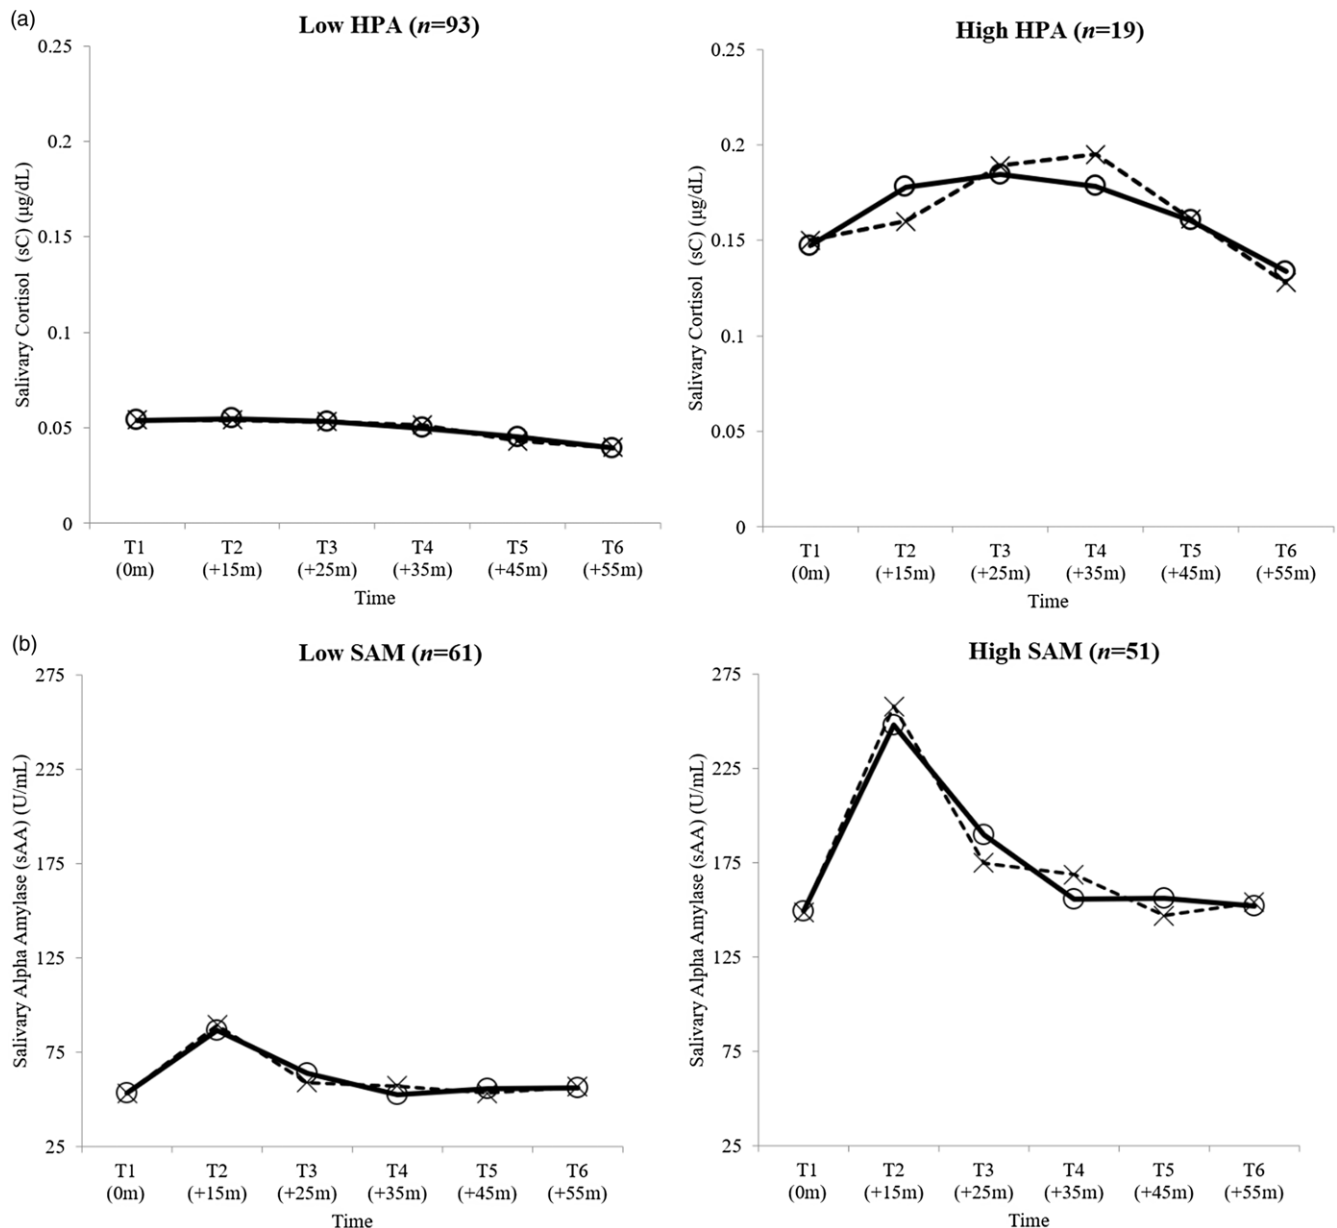 (a)
Low HPA (n=93)
0.25
0.2
0.15
0.1
0.05
0
Salivary Cortisol (sC) (µg/dL)
T1 T2 T3 T4 T5 T6
(0m) (+15m) (+25m) (+35m) (+45m) (+55m)
Time
High HPA (n=19)
0.25
0.2
0.15
0.1
0.05
0
Salivary Cortisol (sC) (µg/dL)
T1 T2 T3 T4 T5 T6
(0m) (+15m) (+25m) (+35m) (+45m) (+55m)
Time
(b)
Low SAM (n=61)
275
225
175
125
75
25
Salivary Alpha Amylase (sAA) (U/mL)
T1 T2 T3 T4 T5 T6
(0m) (+15m) (+25m) (+35m) (+45m) (+55m)
Time
High SAM (n=51)
275
225
175
125
75
25
Salivary Alpha Amylase (sAA) (U/mL)
T1 T2 T3 T4 T5 T6
(0m) (+15m) (+25m) (+35m) (+45m) (+55m)
Time